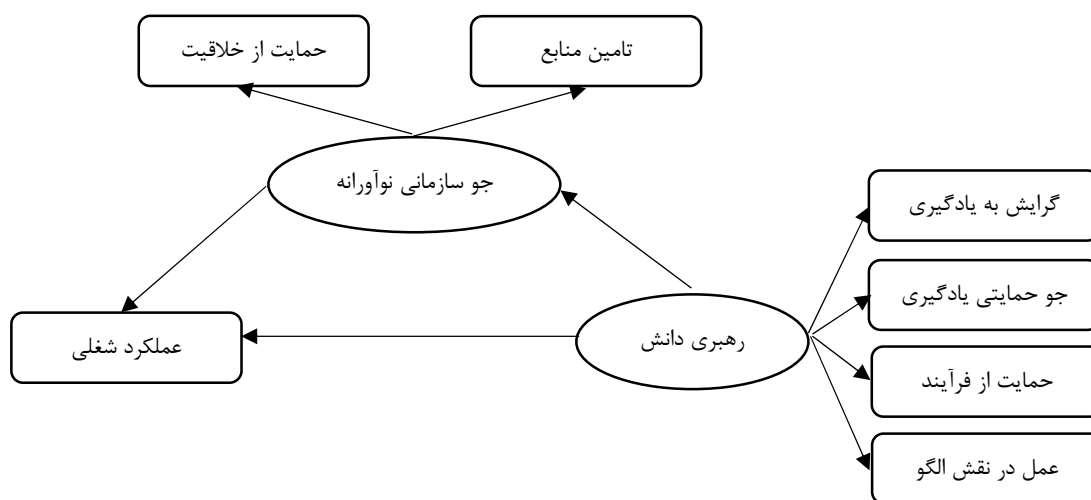 تامین منابع
حمایت از خلاقیت
جو سازمانی نوآورانه
گرایش به یادگیری
جو حمایتی یادگیری
رهبری دانش
عملکرد شغلی
حمایت از فرآیند
عمل در نقش الگو